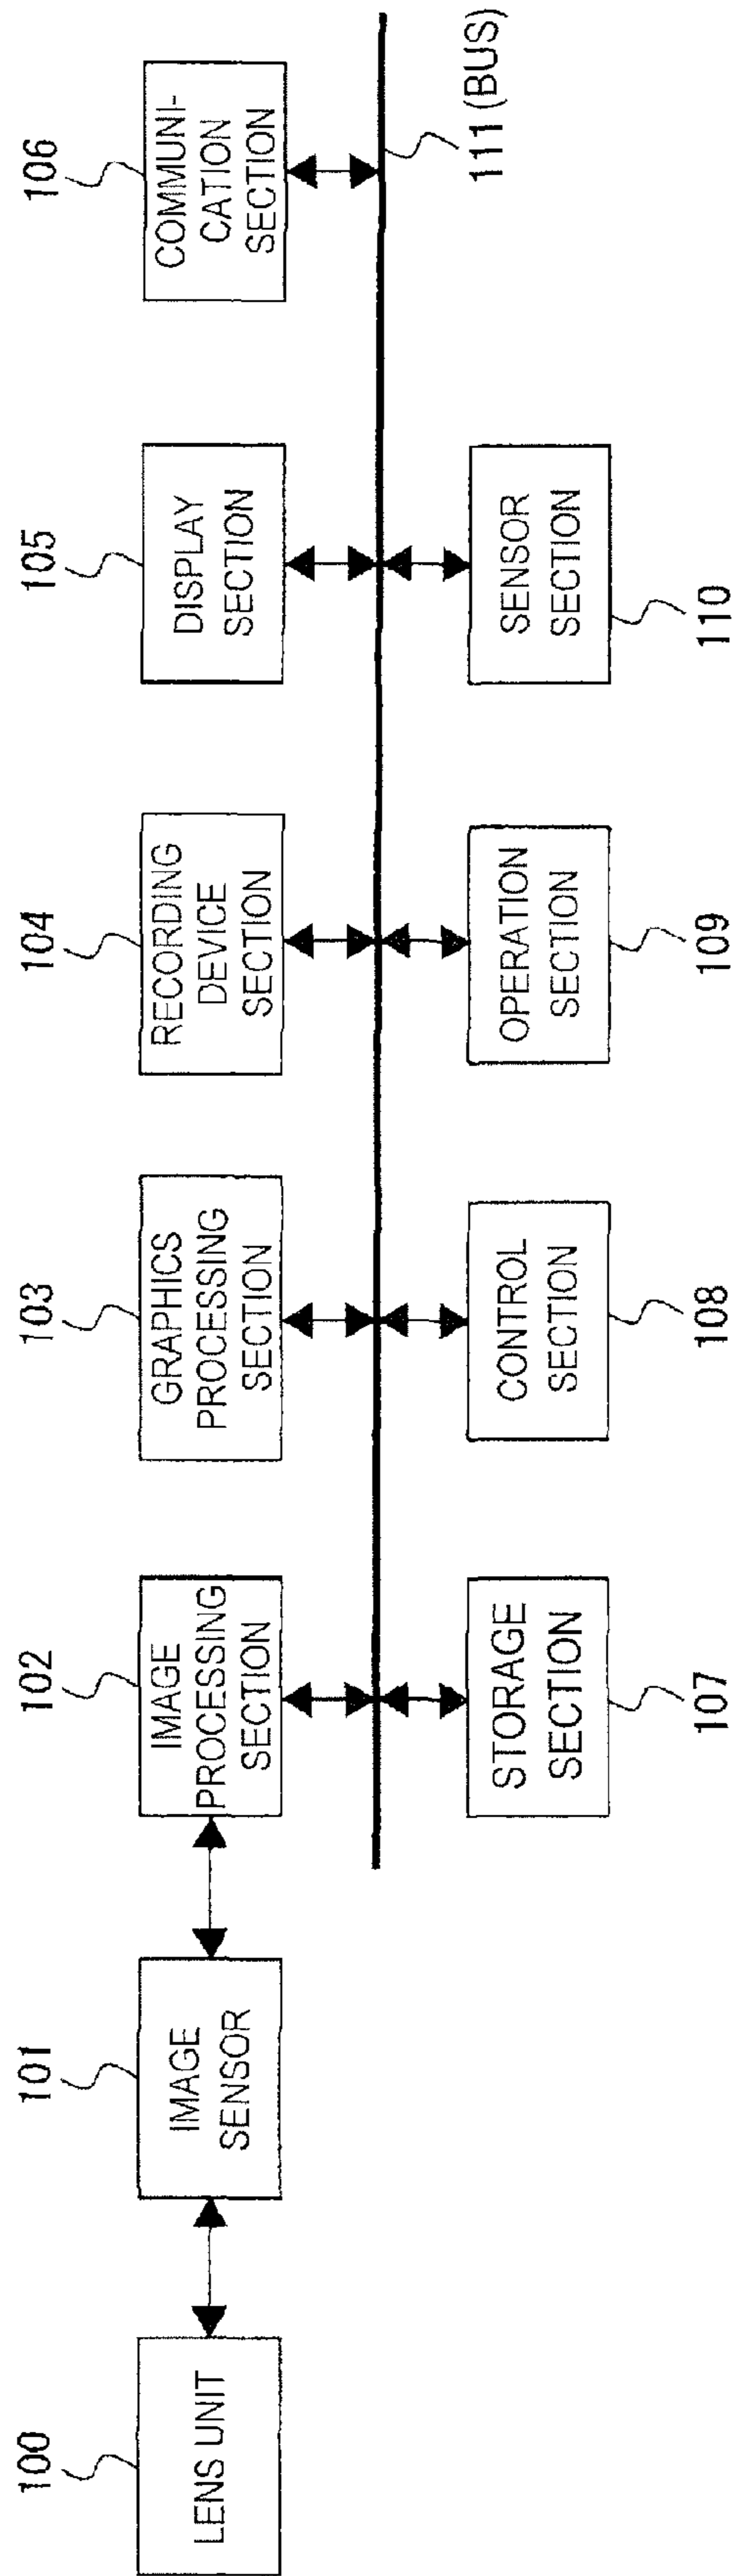 100
LENS UNIT
101
IMAGE
SENSOR
102
IMAGE
PROCESSING
SECTION
103
GRAPHICS
PROCESSING
SECTION
104
RECORDING
DEVICE
SECTION
105
DISPLAY
SECTION
106
COMMUNI-
CATION
SECTION
STORAGE
SECTION
107
CONTROL
SECTION
108
OPERATION
SECTION
109
SENSOR
SECTION
110
111 (BUS)